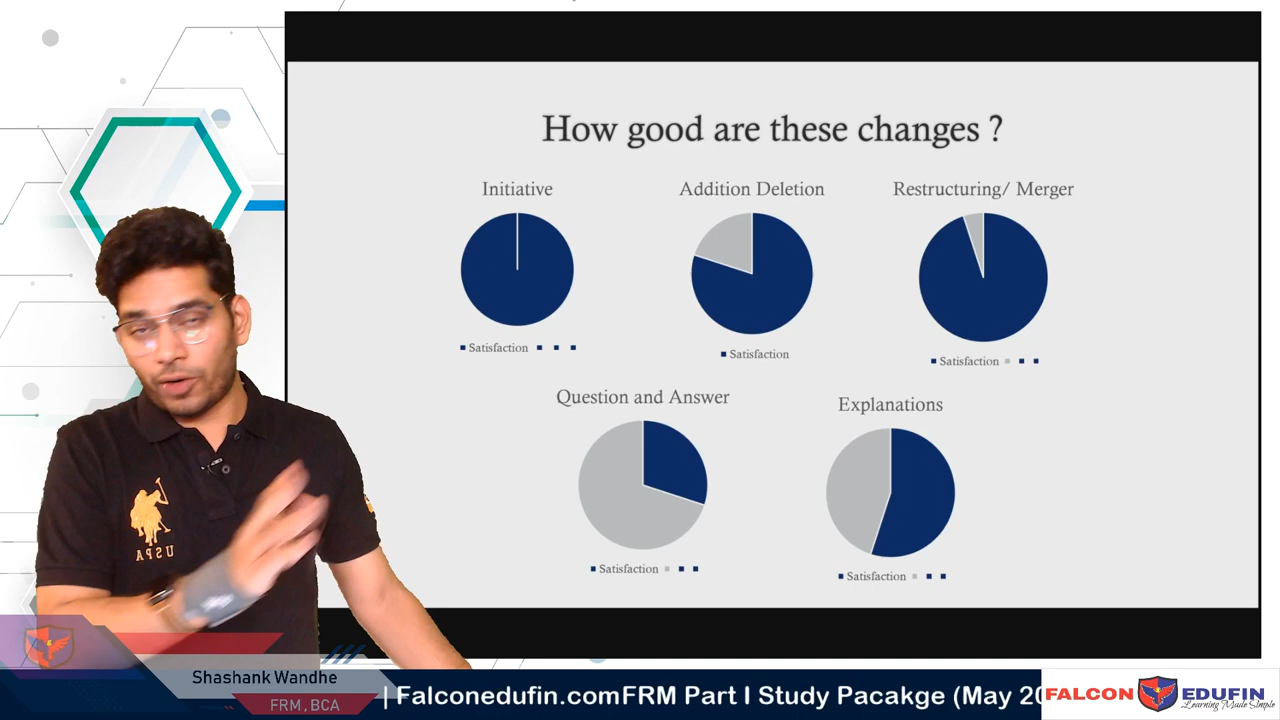 How good are these changes ?
Initiative
Addition Deletion
Restructuring/ Merger
Satisfaction
Satisfaction
Satisfaction
Question and Answer
Explanations
Satisfaction
Satisfaction
USPA
Shashank Wandhe
FRM , BCA
| Falconedufin.comFRM Part I Study Pacakge (May 20
FALCON EDUFIN
Learning Made Simple